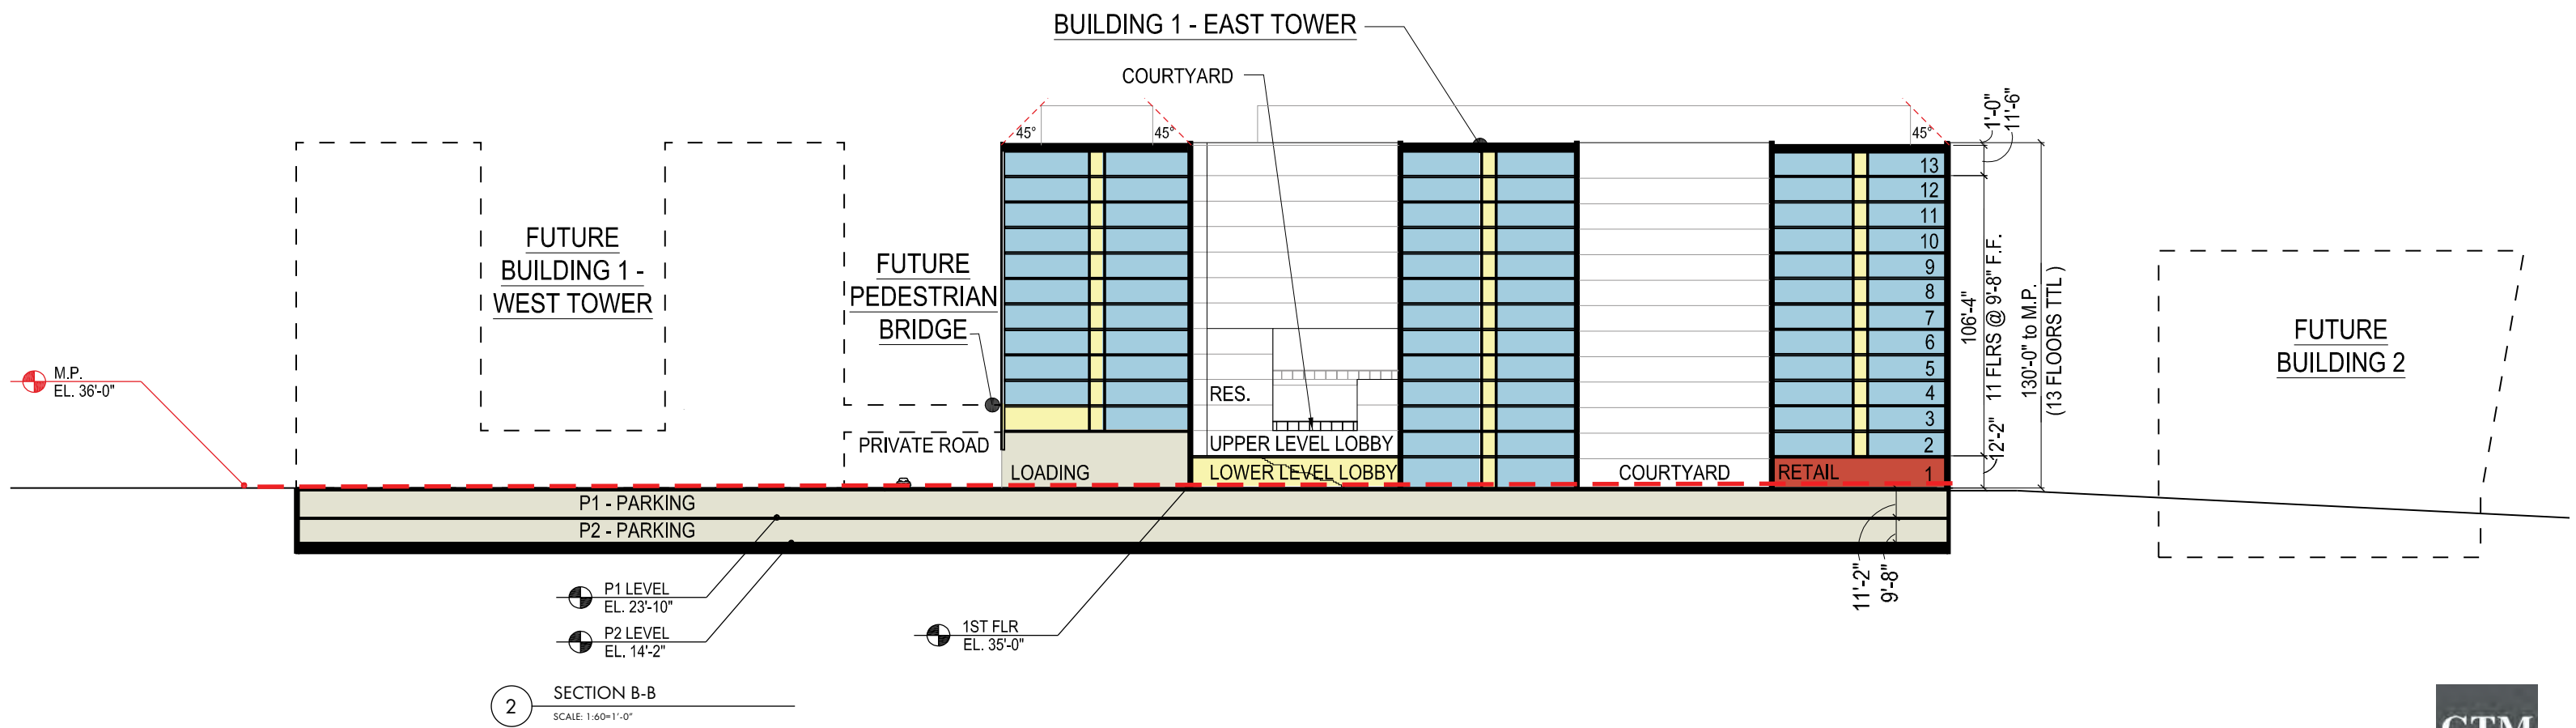 BUILDING 1 - EAST TOWER
COURTYARD
45°
45°
45°
1'-0"
11'-6"
FUTURE
BUILDING 1 -
WEST TOWER
FUTURE
PEDESTRIAN
BRIDGE
13
12
11
10
9
8
7
6
5
4
3
2
1
106'-4"
11 FLRS @ 9'-8" F.F.
12'-2"
130'-0" to M.P.
(13 FLOORS TTL )
FUTURE
BUILDING 2
M.P.
EL. 36'-0"
RES.
PRIVATE ROAD
UPPER LEVEL LOBBY
LOADING
LOWER LEVEL LOBBY
COURTYARD
RETAIL
P1 - PARKING
P2 - PARKING
11'-2"
9'-8"
P1 LEVEL
EL. 23'-10"
P2 LEVEL
EL. 14'-2"
1ST FLR
EL. 35'-0"
2
SECTION B-B
SCALE: 1:60=1'-0"